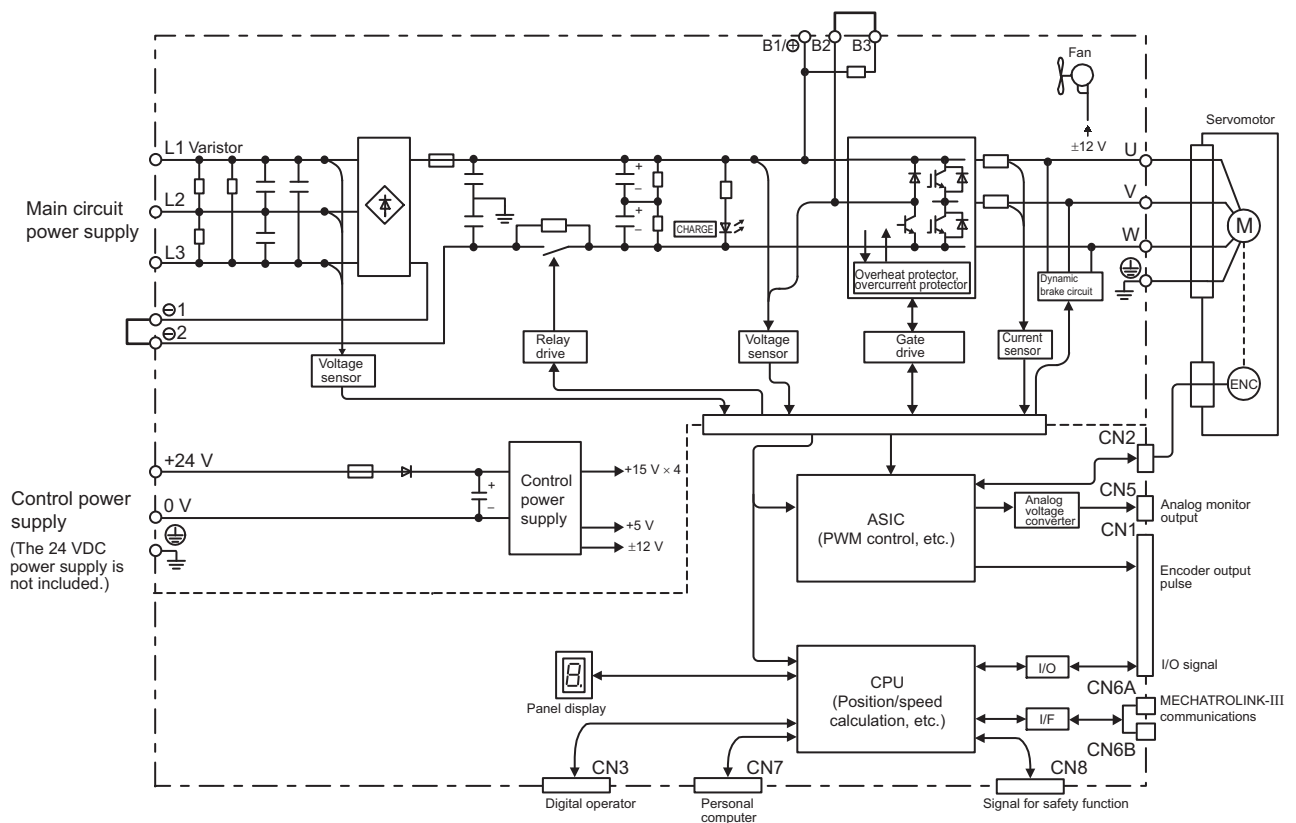 B1/⊕
B2
B3
Fan
±12 V
Servomotor
L1 Varistor
L2
L3
Main circuit
power supply
⊖1
⊖2
+
–
+
–
CHARGE
Overheat protector,
overcurrent protector
U
V
W
M
Dynamic
brake circuit
Voltage
sensor
Relay
drive
Voltage
sensor
Gate
drive
Current
sensor
ENC
+24 V
0 V
Control power
supply
(The 24 VDC
power supply is
not included.)
+
–
Control
power
supply
+15 V × 4
+5 V
±12 V
ASIC
(PWM control, etc.)
Analog
voltage
converter
CN2
CN5
Analog monitor
output
CN1
Encoder output
pulse
I/O signal
Panel display
8.
CPU
(Position/speed
calculation, etc.)
I/O
I/F
CN6A
MECHATROLINK-III
communications
CN6B
CN3
Digital operator
CN7
Personal
computer
CN8
Signal for safety function